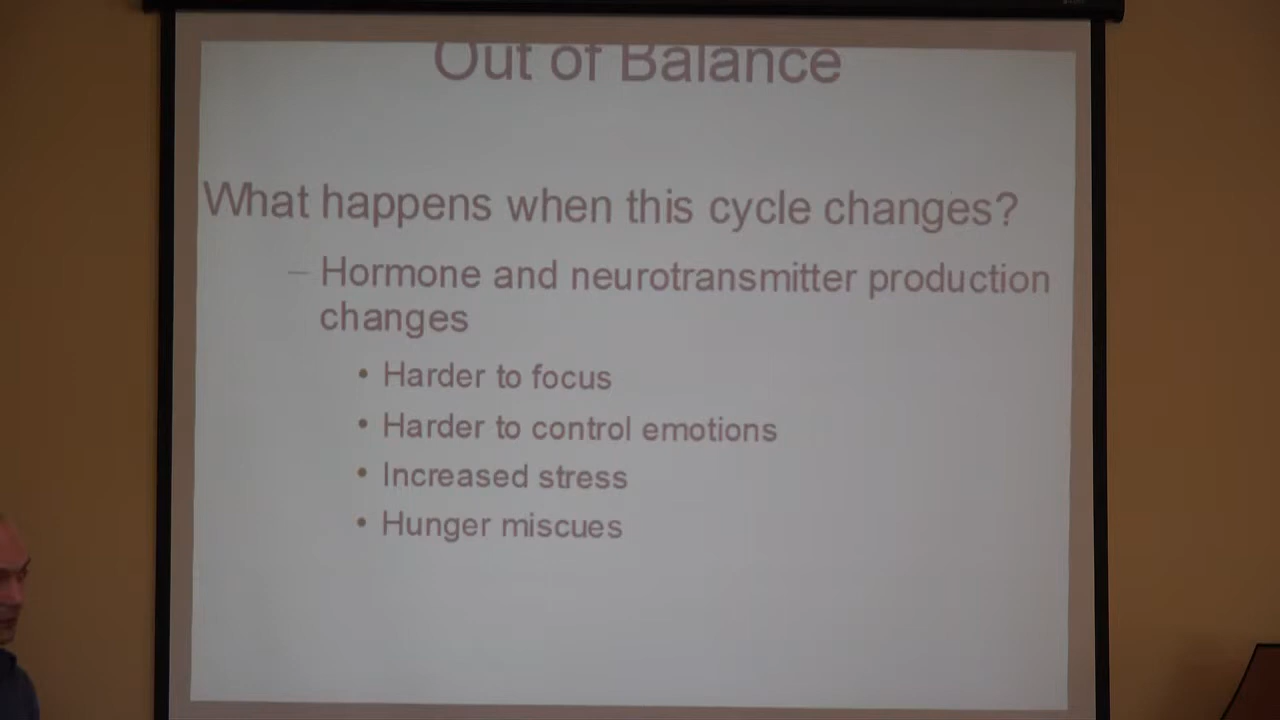 Out of Balance
What happens when this cycle changes?
– Hormone and neurotransmitter production
changes
• Harder to focus
• Harder to control emotions
• Increased stress
• Hunger miscues